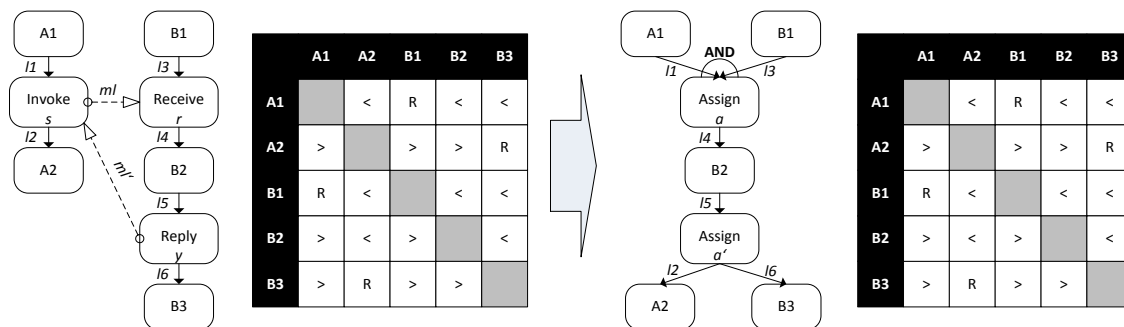 A1 B1
l1 l3
Invoke ml Receive
s r
l2 l4
A2 B2
ml'
l5
Reply
y
l6
B3
A1 A2 B1 B2 B3
A1 < R < <
A2 > > > R
B1 R < < <
B2 > < > <
B3 > R > >
A1 B1
AND
l1 l3
Assign
a
l4
B2
l5
Assign
a'
l2 l6
A2 B3
A1 A2 B1 B2 B3
A1 < R < <
A2 > > > R
B1 R < < <
B2 > < > <
B3 > R > >